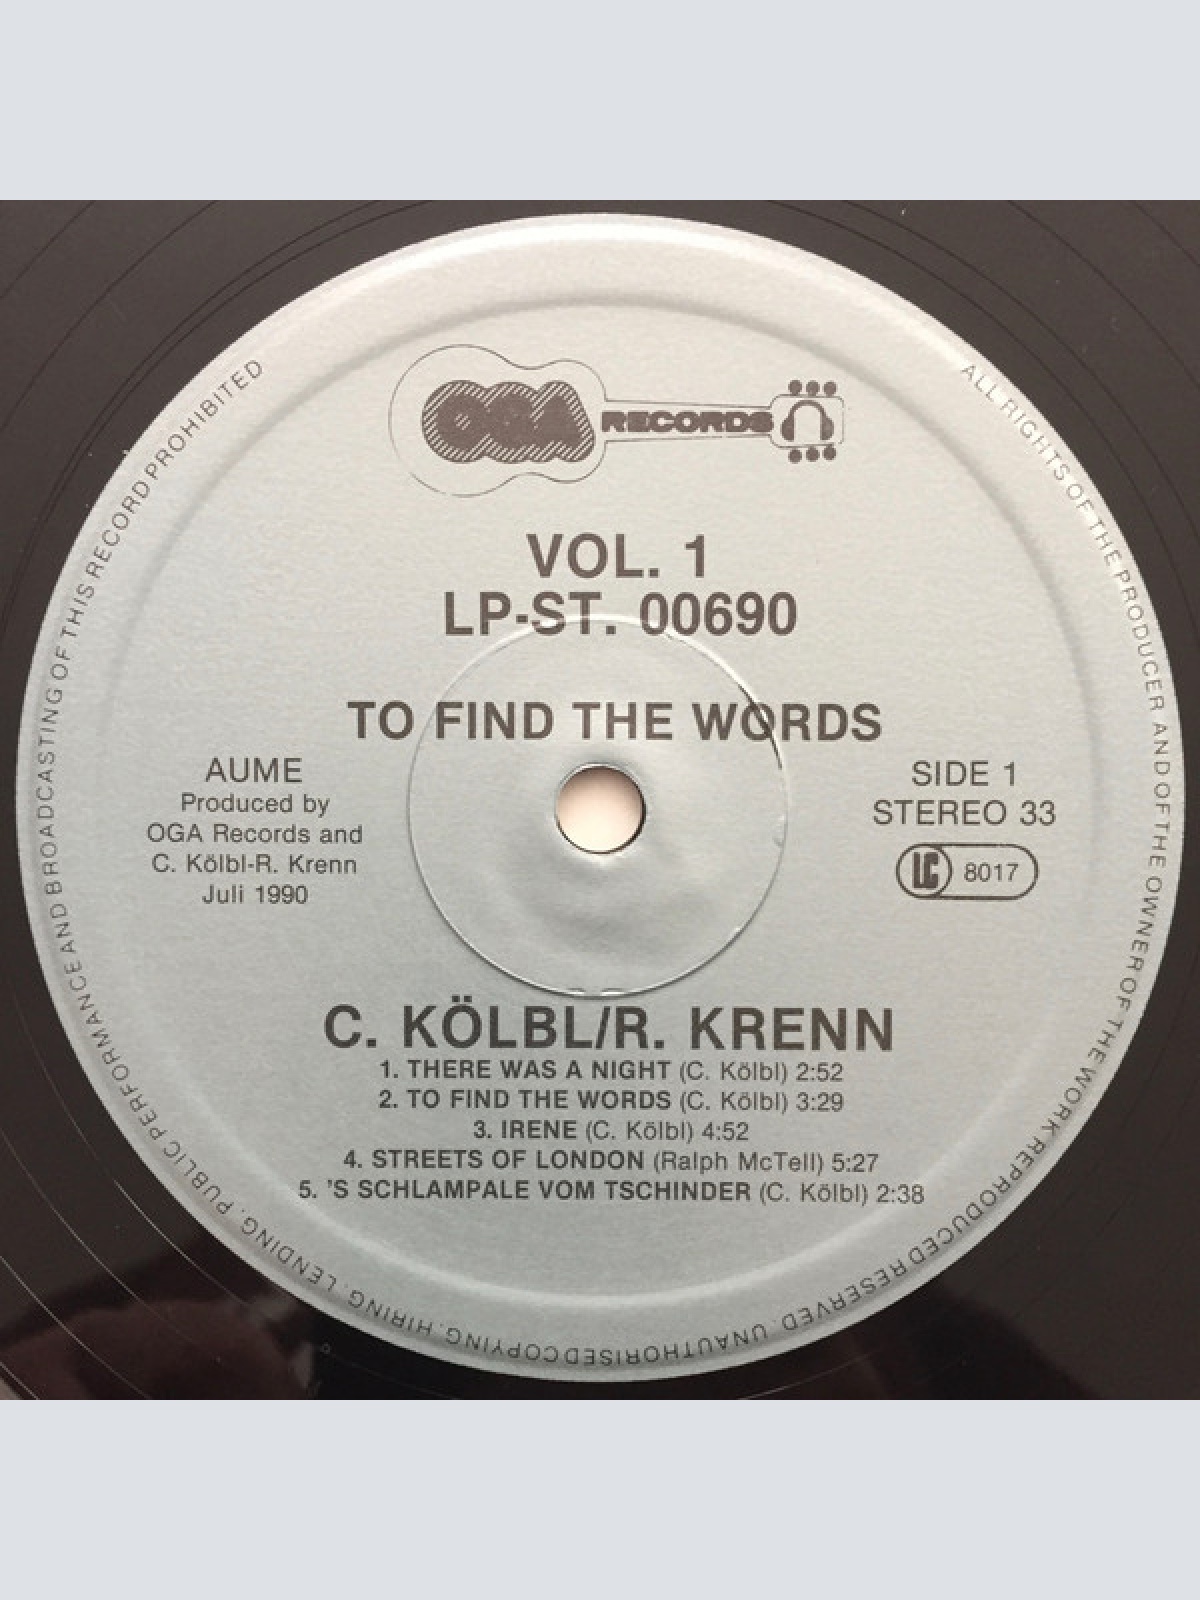 OGA RECORDS
VOL. 1
LP-ST. 00690
TO FIND THE WORDS
AUME
Produced by
OGA Records and
C. Kölbl-R. Krenn
Juli 1990
SIDE 1
STEREO 33
LC 8017
C. KÖLBL/R. KRENN
1. THERE WAS A NIGHT (C. Kölbl) 2:52
2. TO FIND THE WORDS (C. Kölbl) 3:29
3. IRENE (C. Kölbl) 4:52
4. STREETS OF LONDON (Ralph McTell) 5:27
5. 'S SCHLAMPALE VOM TSCHINDER (C. Kölbl) 2:38
ALL RIGHTS OF THE PRODUCER AND OF THE OWNER OF THE WORK REPRODUCED RESERVED. UNAUTHORISED COPYING. HIRING. LENDING. PUBLIC PERFORMANCE AND BROADCASTING OF THIS RECORD PROHIBITED